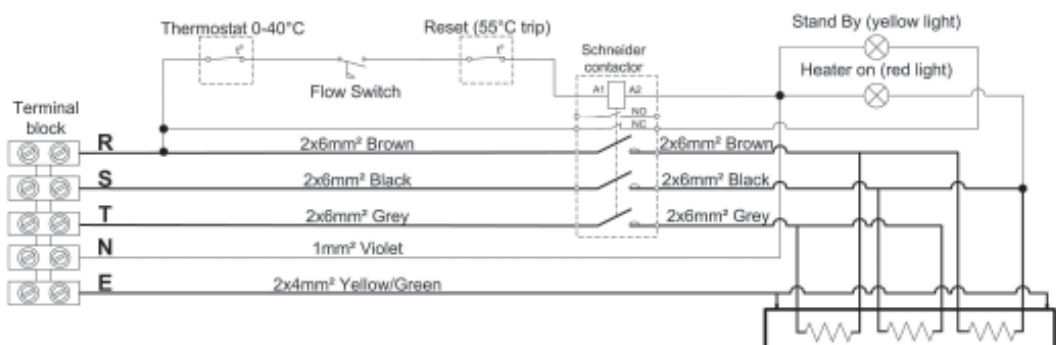 Stand By (yellow light)
Thermostat 0-40°C
Reset (55°C trip)
t°
t°
Schneider
contactor
Heater on (red light)
Flow Switch
A1
A2
Terminal
block
NO
NC
R
2x6mm² Brown
2x6mm² Brown
S
2x6mm² Black
2x6mm² Black
T
2x6mm² Grey
2x6mm² Grey
N
1mm² Violet
E
2x4mm² Yellow/Green